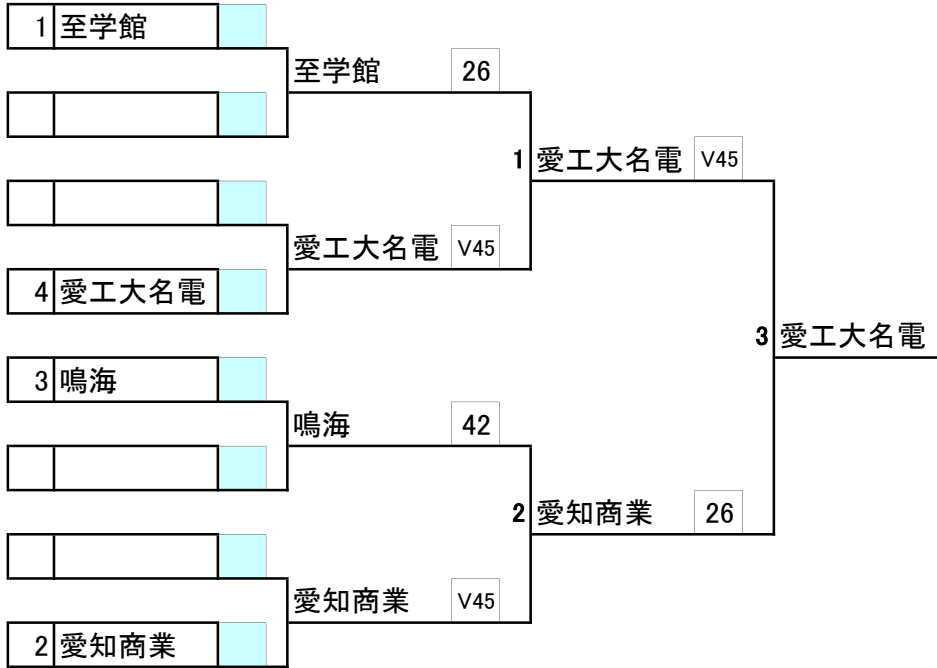 1 至学館
至学館 26
1 愛工大名電 V45
愛工大名電 V45
4 愛工大名電
3 愛工大名電
3 鳴海
鳴海 42
2 愛知商業 26
愛知商業 V45
2 愛知商業